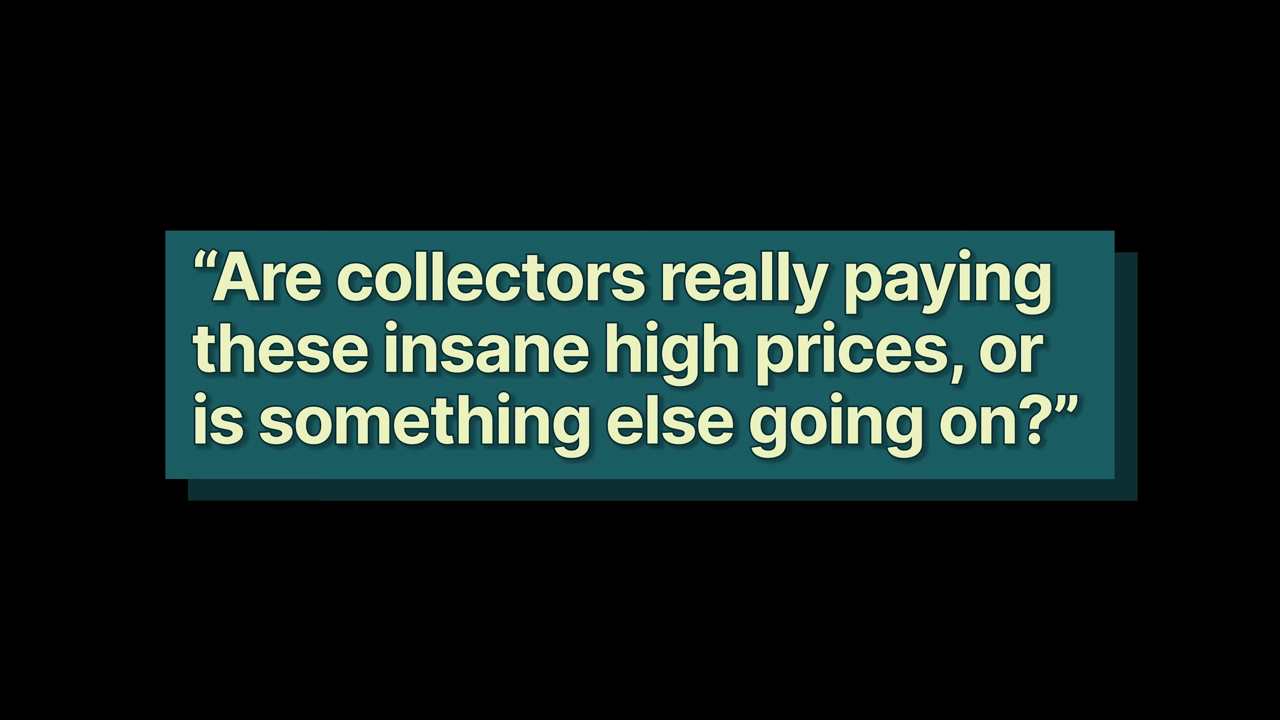 “Are collectors really paying
these insane high prices, or
is something else going on?”